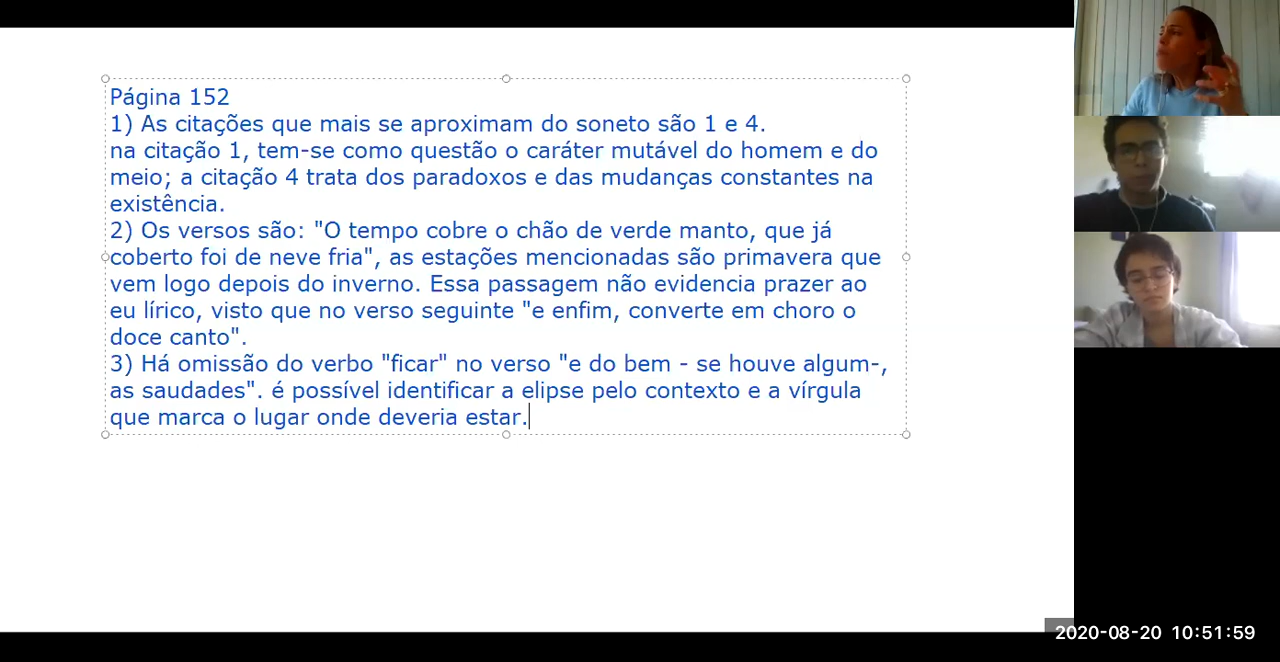 Página 152
1) As citações que mais se aproximam do soneto são 1 e 4.
na citação 1, tem-se como questão o caráter mutável do homem e do
meio; a citação 4 trata dos paradoxos e das mudanças constantes na
existência.
2) Os versos são: "O tempo cobre o chão de verde manto, que já
coberto foi de neve fria", as estações mencionadas são primavera que
vem logo depois do inverno. Essa passagem não evidencia prazer ao
eu lírico, visto que no verso seguinte "e enfim, converte em choro o
doce canto".
3) Há omissão do verbo "ficar" no verso "e do bem - se houve algum-,
as saudades". é possível identificar a elipse pelo contexto e a vírgula
que marca o lugar onde deveria estar.
2020-08-20 10:51:59